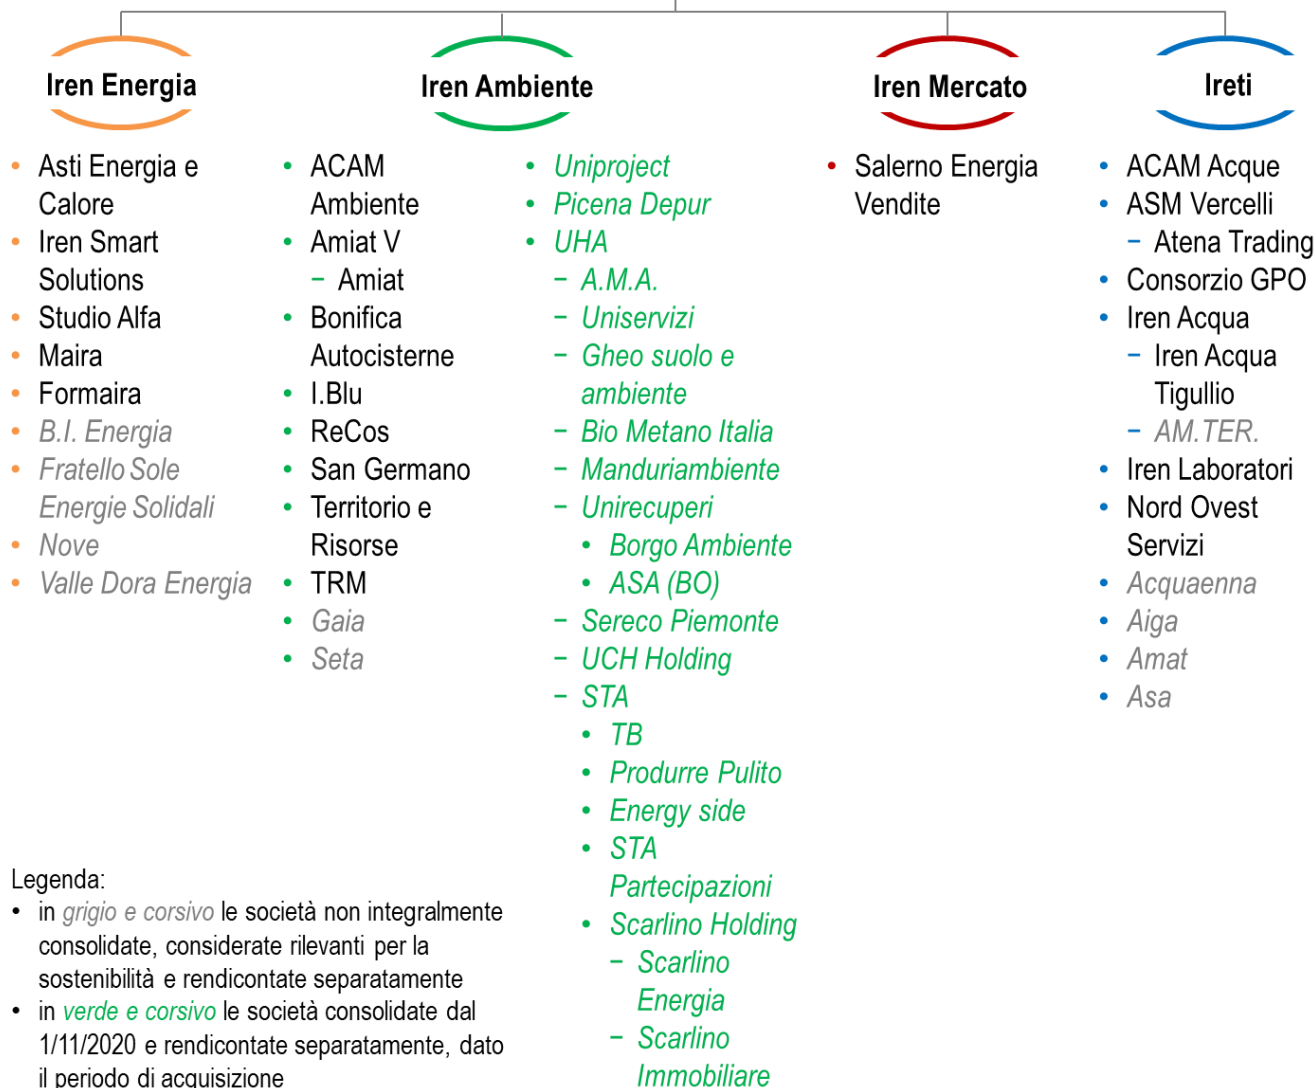 Iren Energia
Asti Energia e
Calore
Iren Smart
Solutions
Studio Alfa
Maira
Formaira
B.I. Energia
Fratello Sole
Energie Solidali
Nove
Valle Dora Energia
Iren Ambiente
ACAM
Ambiente
Amiat V
Amiat
Bonifica
Autocisterne
I.Blu
ReCos
San Germano
Territorio e
Risorse
TRM
Gaia
Seta
Uniproject
Picena Depur
UHA
A.M.A.
Uniservizi
Gheo suolo e
ambiente
Bio Metano Italia
Manduriambiente
Unirecuperi
Borgo Ambiente
ASA (BO)
Sereco Piemonte
UCH Holding
STA
TB
Produrre Pulito
Energy side
STA
Partecipazioni
Scarlino Holding
Scarlino
Energia
Scarlino
Immobiliare
Iren Mercato
Salerno Energia
Vendite
Ireti
ACAM Acque
ASM Vercelli
Atena Trading
Consorzio GPO
Iren Acqua
Iren Acqua
Tigullio
AM.TER.
Iren Laboratori
Nord Ovest
Servizi
Acquaenna
Aiga
Amat
Asa
Legenda:
in grigio e corsivo le società non integralmente
consolidate, considerate rilevanti per la
sostenibilità e rendicontate separatamente
in verde e corsivo le società consolidate dal
1/11/2020 e rendicontate separatamente, dato
il periodo di acquisizione